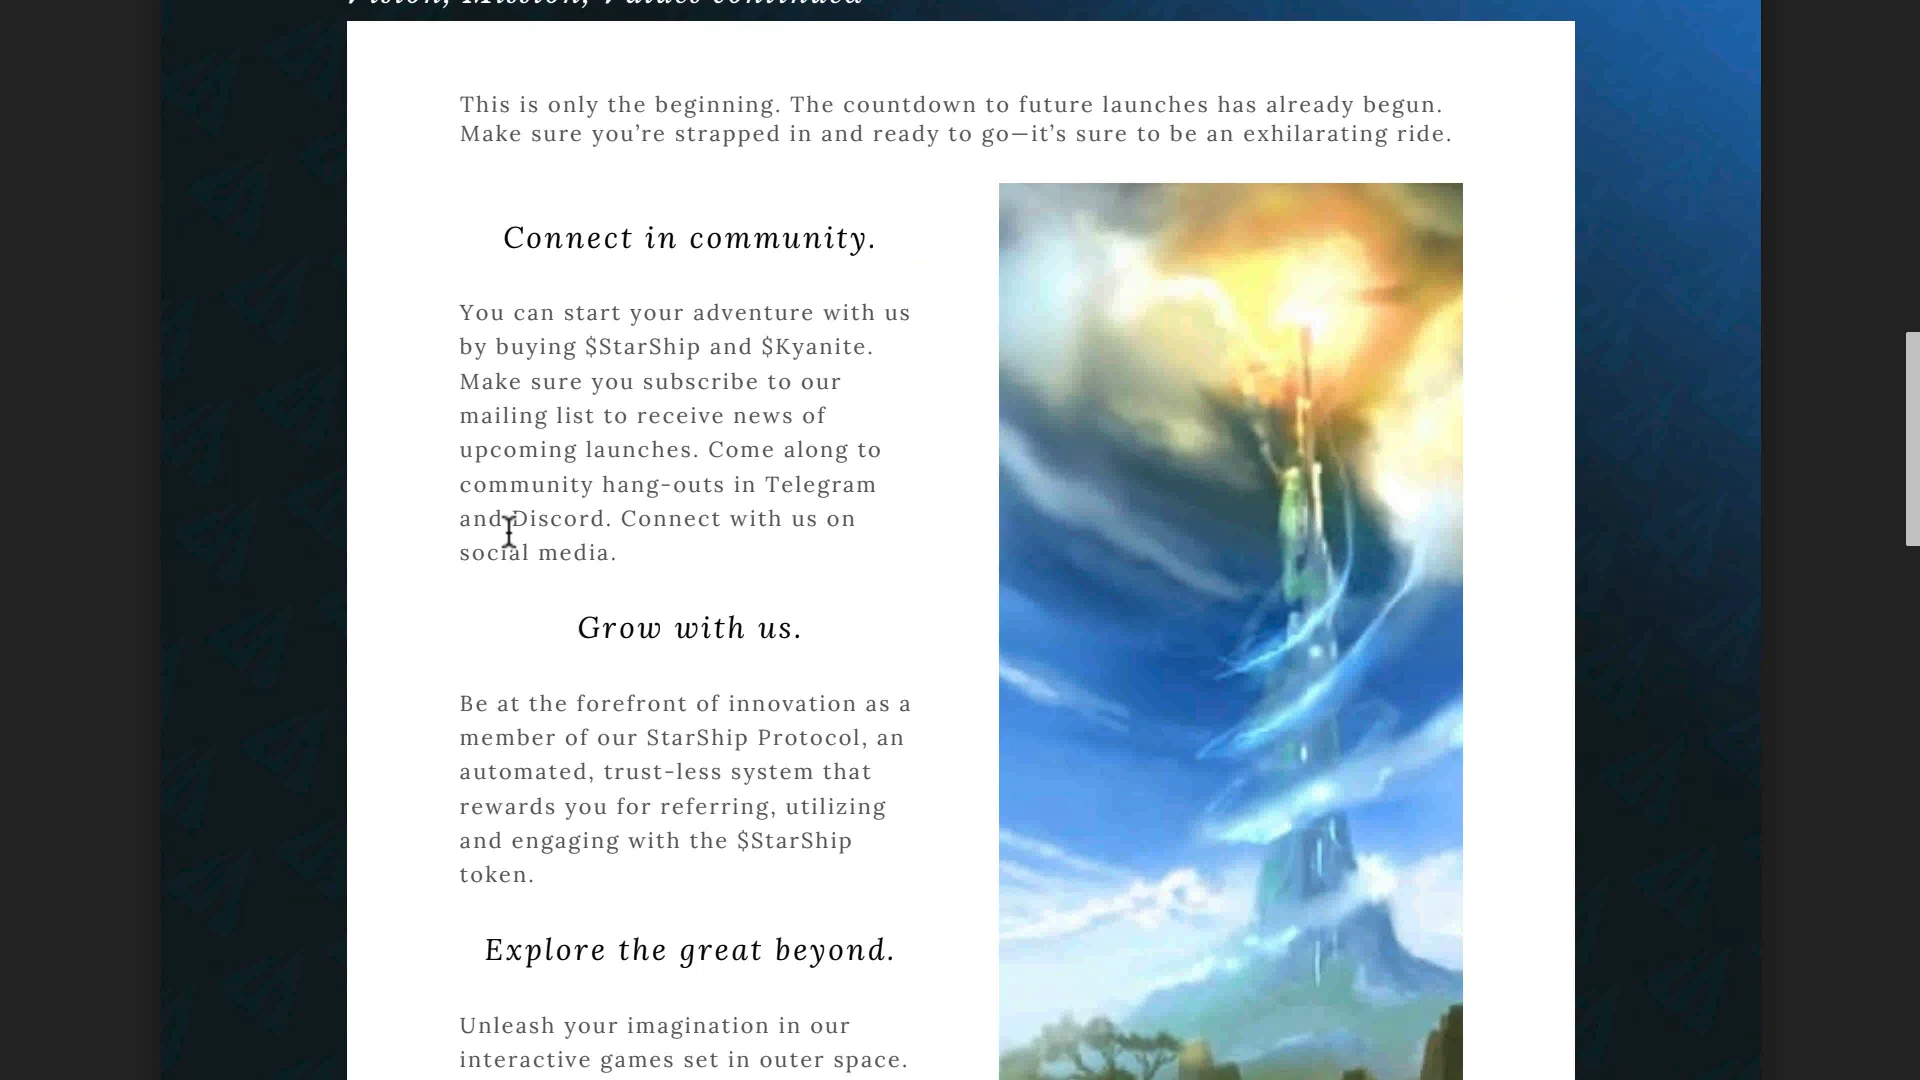 Vision, Mission, Values continued
This is only the beginning. The countdown to future launches has already begun.
Make sure you’re strapped in and ready to go—it’s sure to be an exhilarating ride.
Connect in community.
You can start your adventure with us
by buying $StarShip and $Kyanite.
Make sure you subscribe to our
mailing list to receive news of
upcoming launches. Come along to
community hang-outs in Telegram
and Discord. Connect with us on
social media.
Grow with us.
Be at the forefront of innovation as a
member of our StarShip Protocol, an
automated, trust-less system that
rewards you for referring, utilizing
and engaging with the $StarShip
token.
Explore the great beyond.
Unleash your imagination in our
interactive games set in outer space.